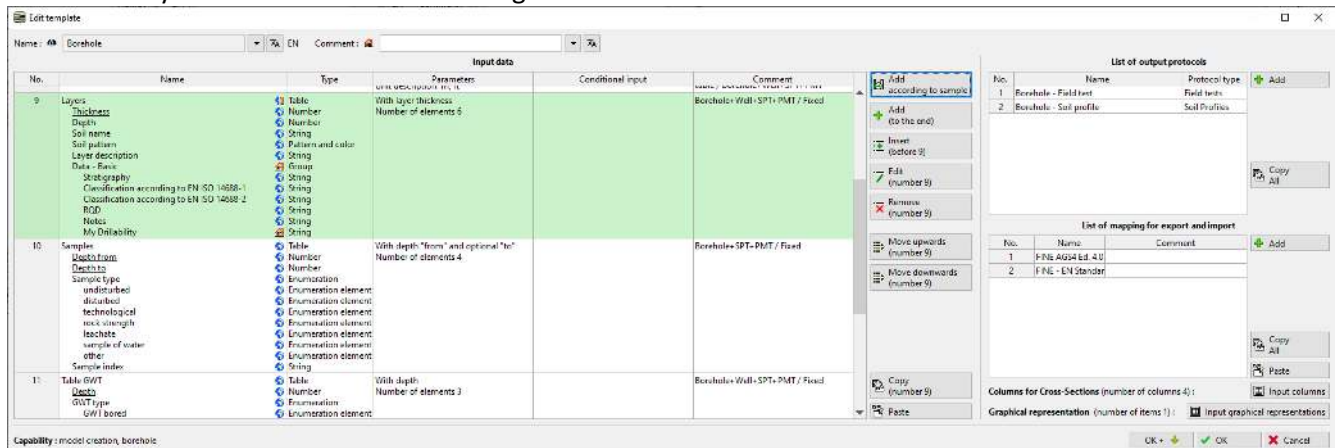 Edit template
Name : Borehole EN Comment :
Input data
No. Name Type Parameters Conditional input Comment
9 Layers Table With layer thickness Borehole+ Well+ SPT+ PMT / Fixed
Thickness Number Number of elements 6
Depth Number
Soil name String
Soil pattern Pattern and color
Layer description String
Data - Basic Group
Stratigraphy String
Classification according to EN ISO 14688-1 String
Classification according to EN ISO 14688-2 String
RQD String
Notes String
My Drillability String
10 Samples Table With depth "from" and optional "to" Borehole+ SPT+ PMT / Fixed
Depth from Number Number of elements 4
Depth to Number
Sample type Enumeration
undisturbed Enumeration element
disturbed Enumeration element
technological Enumeration element
rock strength Enumeration element
leachate Enumeration element
sample of water Enumeration element
other Enumeration element
Sample index String
11 Table GWT Table With depth Borehole+ Well+ SPT+ PMT / Fixed
Depth Number Number of elements 3
GWT type Enumeration
GWT bored Enumeration element
Add
according to sample
Add
(to the end)
Insert
(before 9)
Edit
(number 9)
Remove
(number 9)
Move upwards
(number 9)
Move downwards
(number 9)
Copy
(number 9)
Paste
List of output protocols
No. Name Protocol type Add
1 Borehole - Field test Field tests
2 Borehole - Soil profile Soil Profiles
Copy
All
List of mapping for export and import
No. Name Comment Add
1 FINE AGS4 Ed. 4.0
2 FINE - EN Standar
Copy
All
Paste
Columns for Cross-Sections (number of columns 4) : Input columns
Graphical representation (number of items 1) : Input graphical representations
Capability : model creation, borehole
OK + OK Cancel